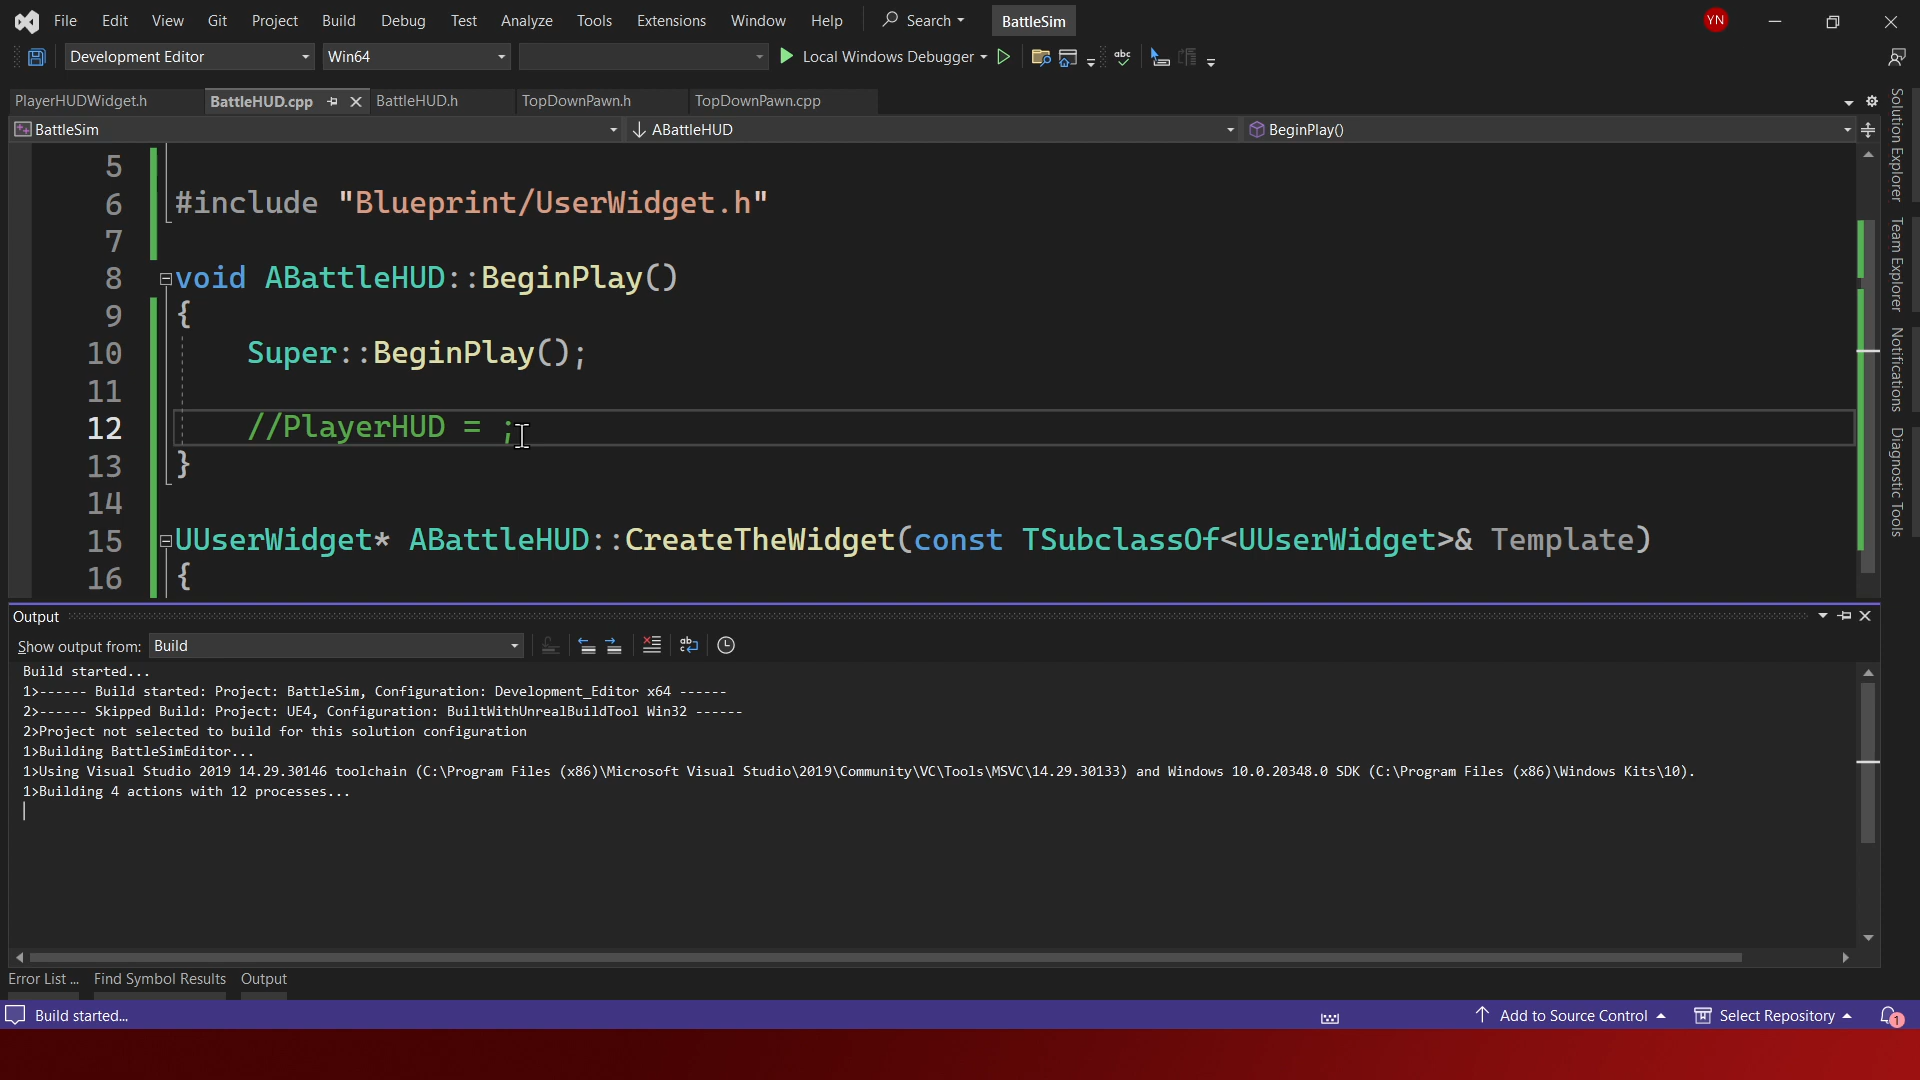 File Edit View Git Project Build Debug Test Analyze Tools Extensions Window Help Search BattleSim YN
Development Editor Win64 Local Windows Debugger
PlayerHUDWidget.h BattleHUD.cpp BattleHUD.h TopDownPawn.h TopDownPawn.cpp
BattleSim ABattleHUD BeginPlay()
5
6 #include "Blueprint/UserWidget.h"
7
8 void ABattleHUD::BeginPlay()
9 {
10 Super::BeginPlay();
11
12 //PlayerHUD = ;
13 }
14
15 UUserWidget* ABattleHUD::CreateTheWidget(const TSubclassOf<UUserWidget>& Template)
16 {
Solution Explorer
Team Explorer
Notifications
Diagnostic Tools
Output
Show output from: Build
Build started...
1>------ Build started: Project: BattleSim, Configuration: Development_Editor x64 ------
2>------ Skipped Build: Project: UE4, Configuration: BuiltWithUnrealBuildTool Win32 ------
2>Project not selected to build for this solution configuration
1>Building BattleSimEditor...
1>Using Visual Studio 2019 14.29.30146 toolchain (C:\Program Files (x86)\Microsoft Visual Studio\2019\Community\VC\Tools\MSVC\14.29.30133) and Windows 10.0.20348.0 SDK (C:\Program Files (x86)\Windows Kits\10).
1>Building 4 actions with 12 processes...
Error List ... Find Symbol Results Output
Build started... Add to Source Control Select Repository 1